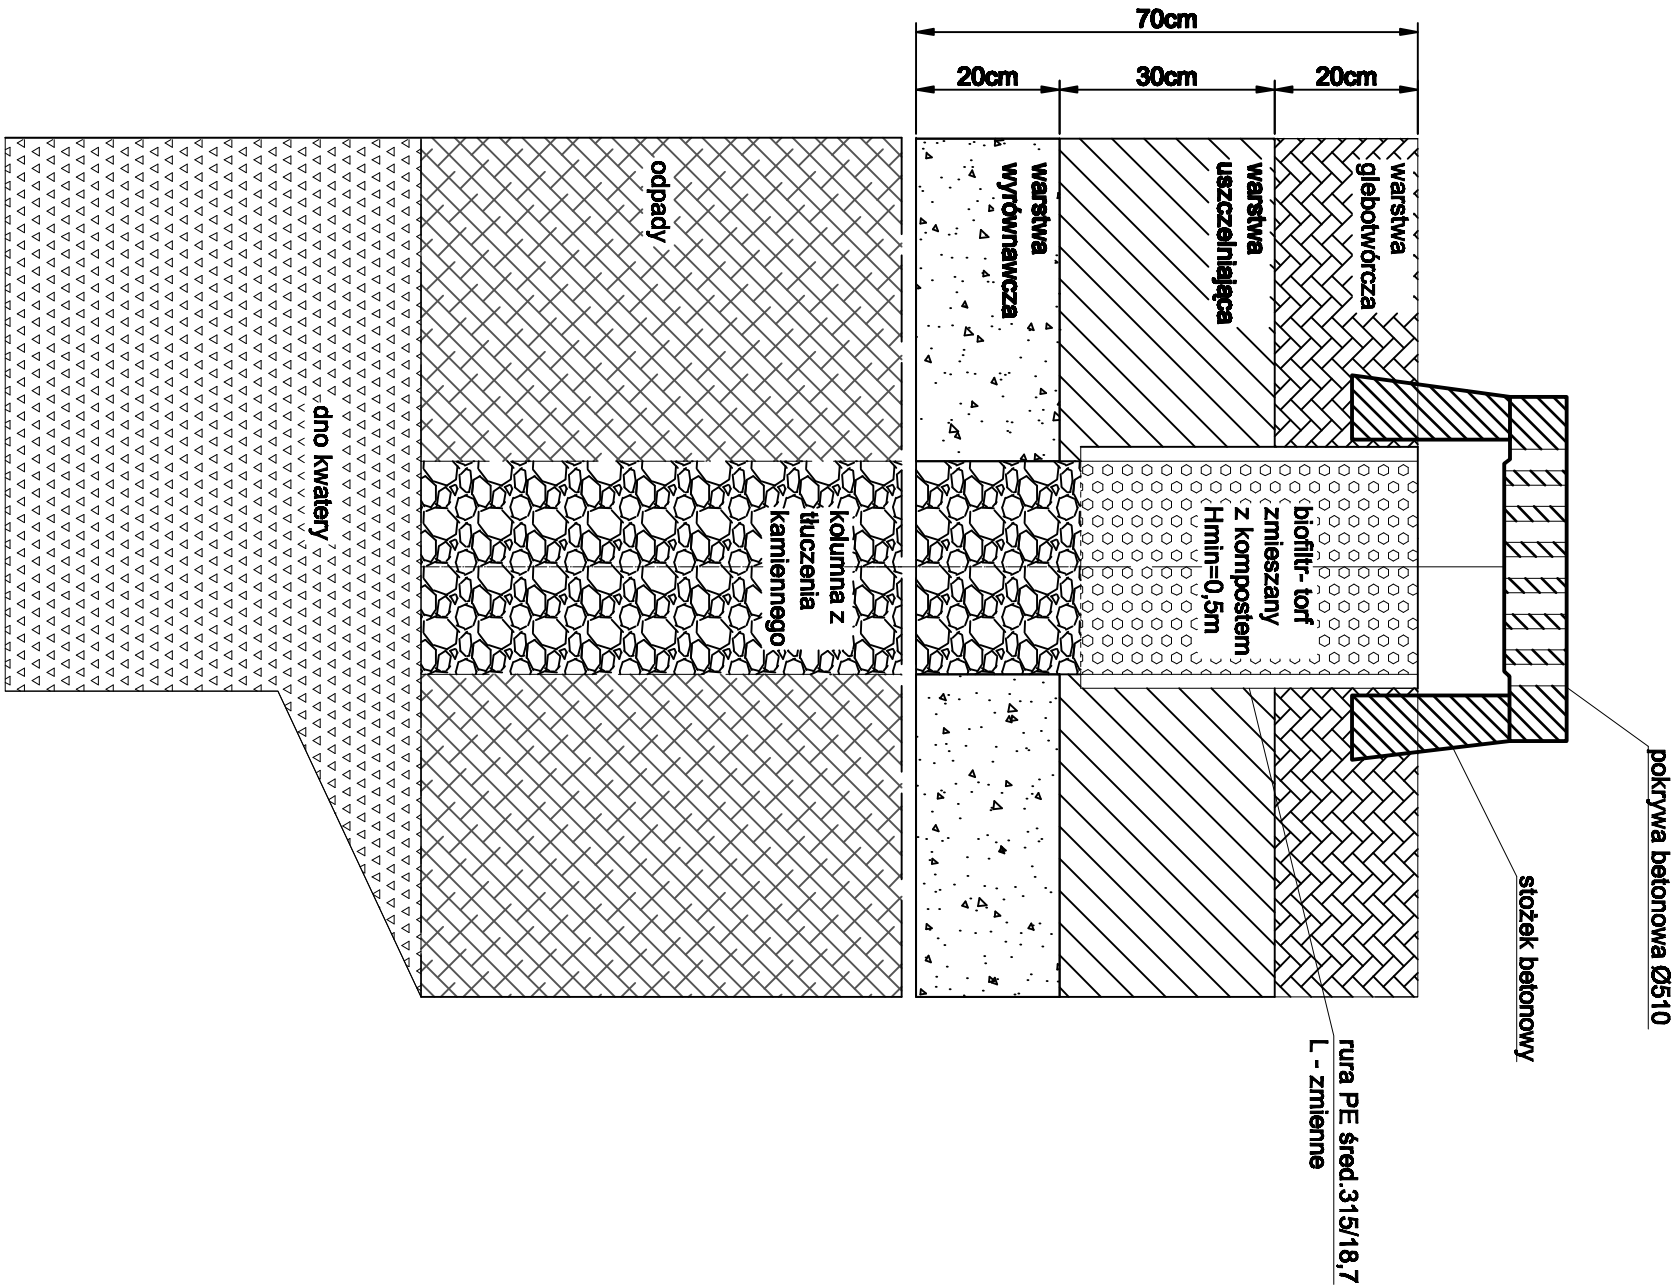 pokrywa betonowa Ø510
stożek betonowy
rura PE śred.315/18,7
L - zmienne
70cm
20cm
30cm
20cm
warstwa
glebotwórcza
warstwa
uszczelniająca
warstwa
wyrównawcza
biofiltr- torf
zmieszany
z kompostem
Hmin=0,5m
odpady
kolumna z
tłuczenia
kamiennego
dno kwatery